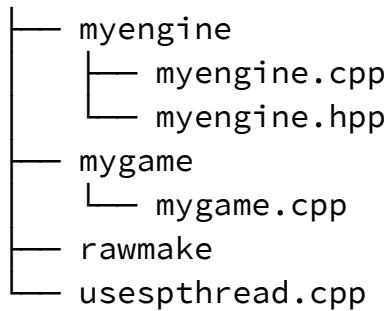 ├── myengine
│   ├── myengine.cpp
│   └── myengine.hpp
├── mygame
│   └── mygame.cpp
├── rawmake
└── usespthread.cpp